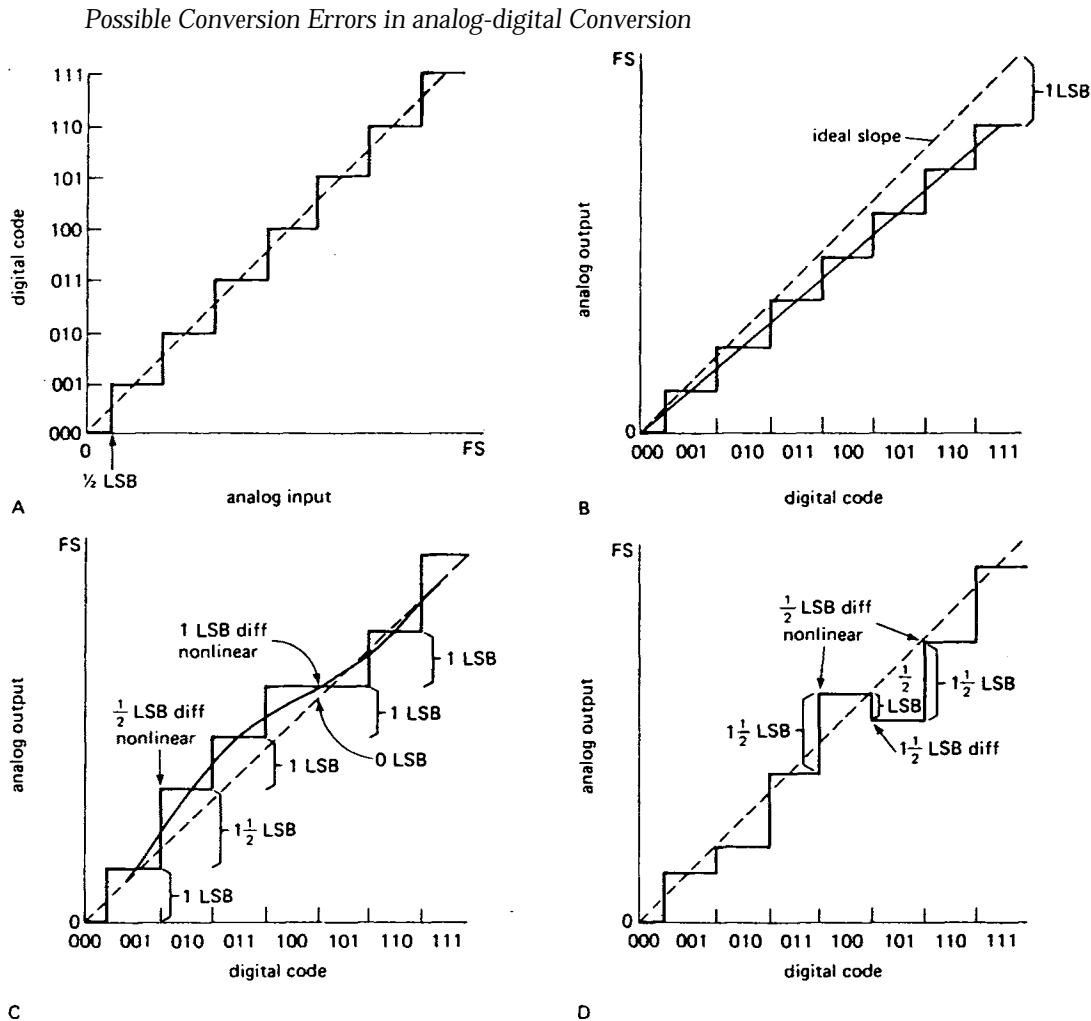 Possible Conversion Errors in analog-digital Conversion
111
110
101
100
011
010
001
000
digital code
0
FS
½ LSB
analog input
A
FS
1 LSB
ideal slope
analog output
0
000 001 010 011 100 101 110 111
digital code
B
FS
1 LSB diff
nonlinear
1 LSB
½ LSB diff
nonlinear
1 LSB
0 LSB
1 LSB
1½ LSB
1 LSB
analog output
0
000 001 010 011 100 101 110 111
digital code
C
FS
½ LSB diff
nonlinear
1½ LSB
½
LSB
1½ LSB
1½ LSB diff
analog output
0
000 001 010 011 100 101 110 111
digital code
D